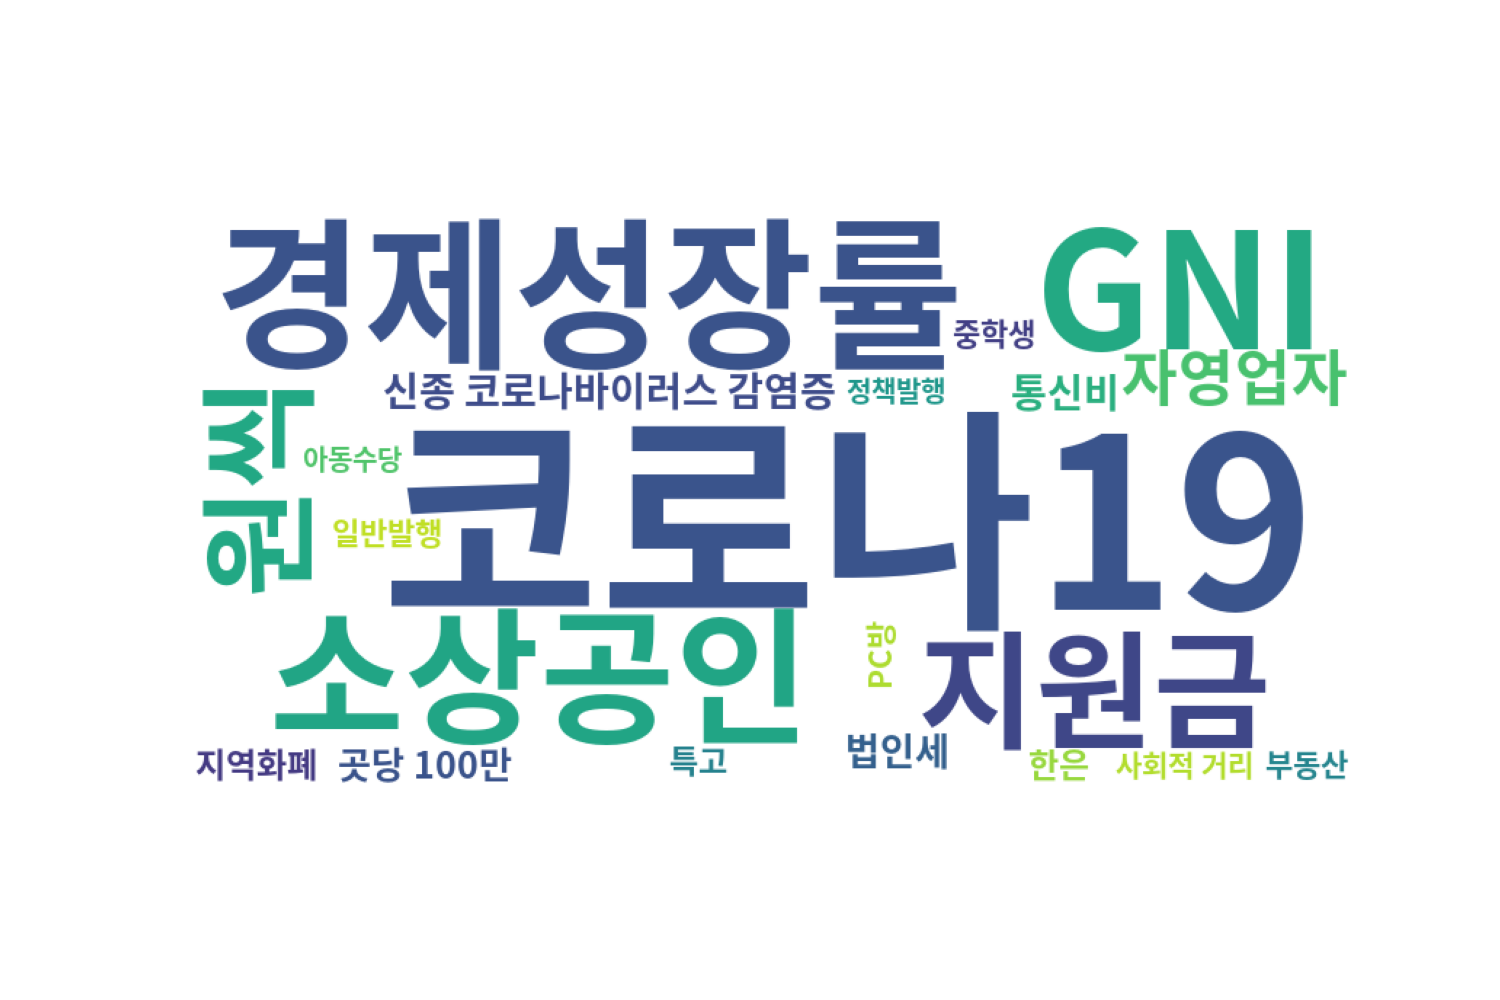 경제성장률
GNI
중학생
신종 코로나바이러스 감염증
정책발행
통신비
자영업자
원씩
아동수당
코로나19
일반발행
소상공인
PC방
지원금
지역화폐
곳당 100만
특고
법인세
한은
사회적 거리
부동산